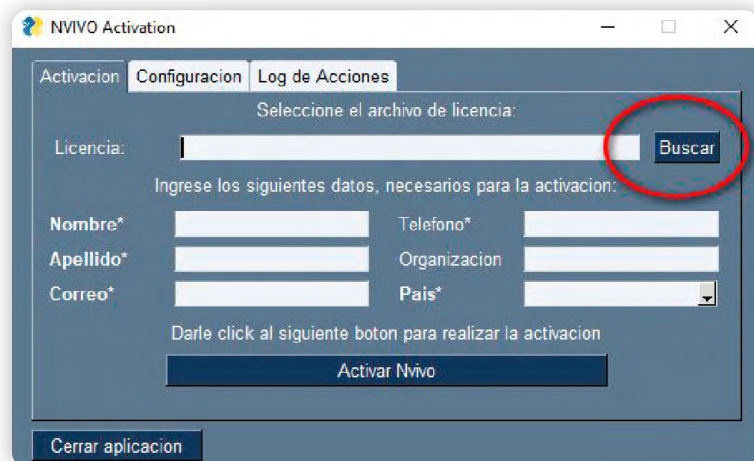 NVIVO Activation
Activacion Configuracion Log de Acciones
Seleccione el archivo de licencia:
Licencia: Buscar
Ingrese los siguientes datos, necesarios para la activacion:
Nombre* Telefono*
Apellido* Organizacion
Correo* Pais*
Darle click al siguiente boton para realizar la activacion
Activar Nvivo
Cerrar aplicacion